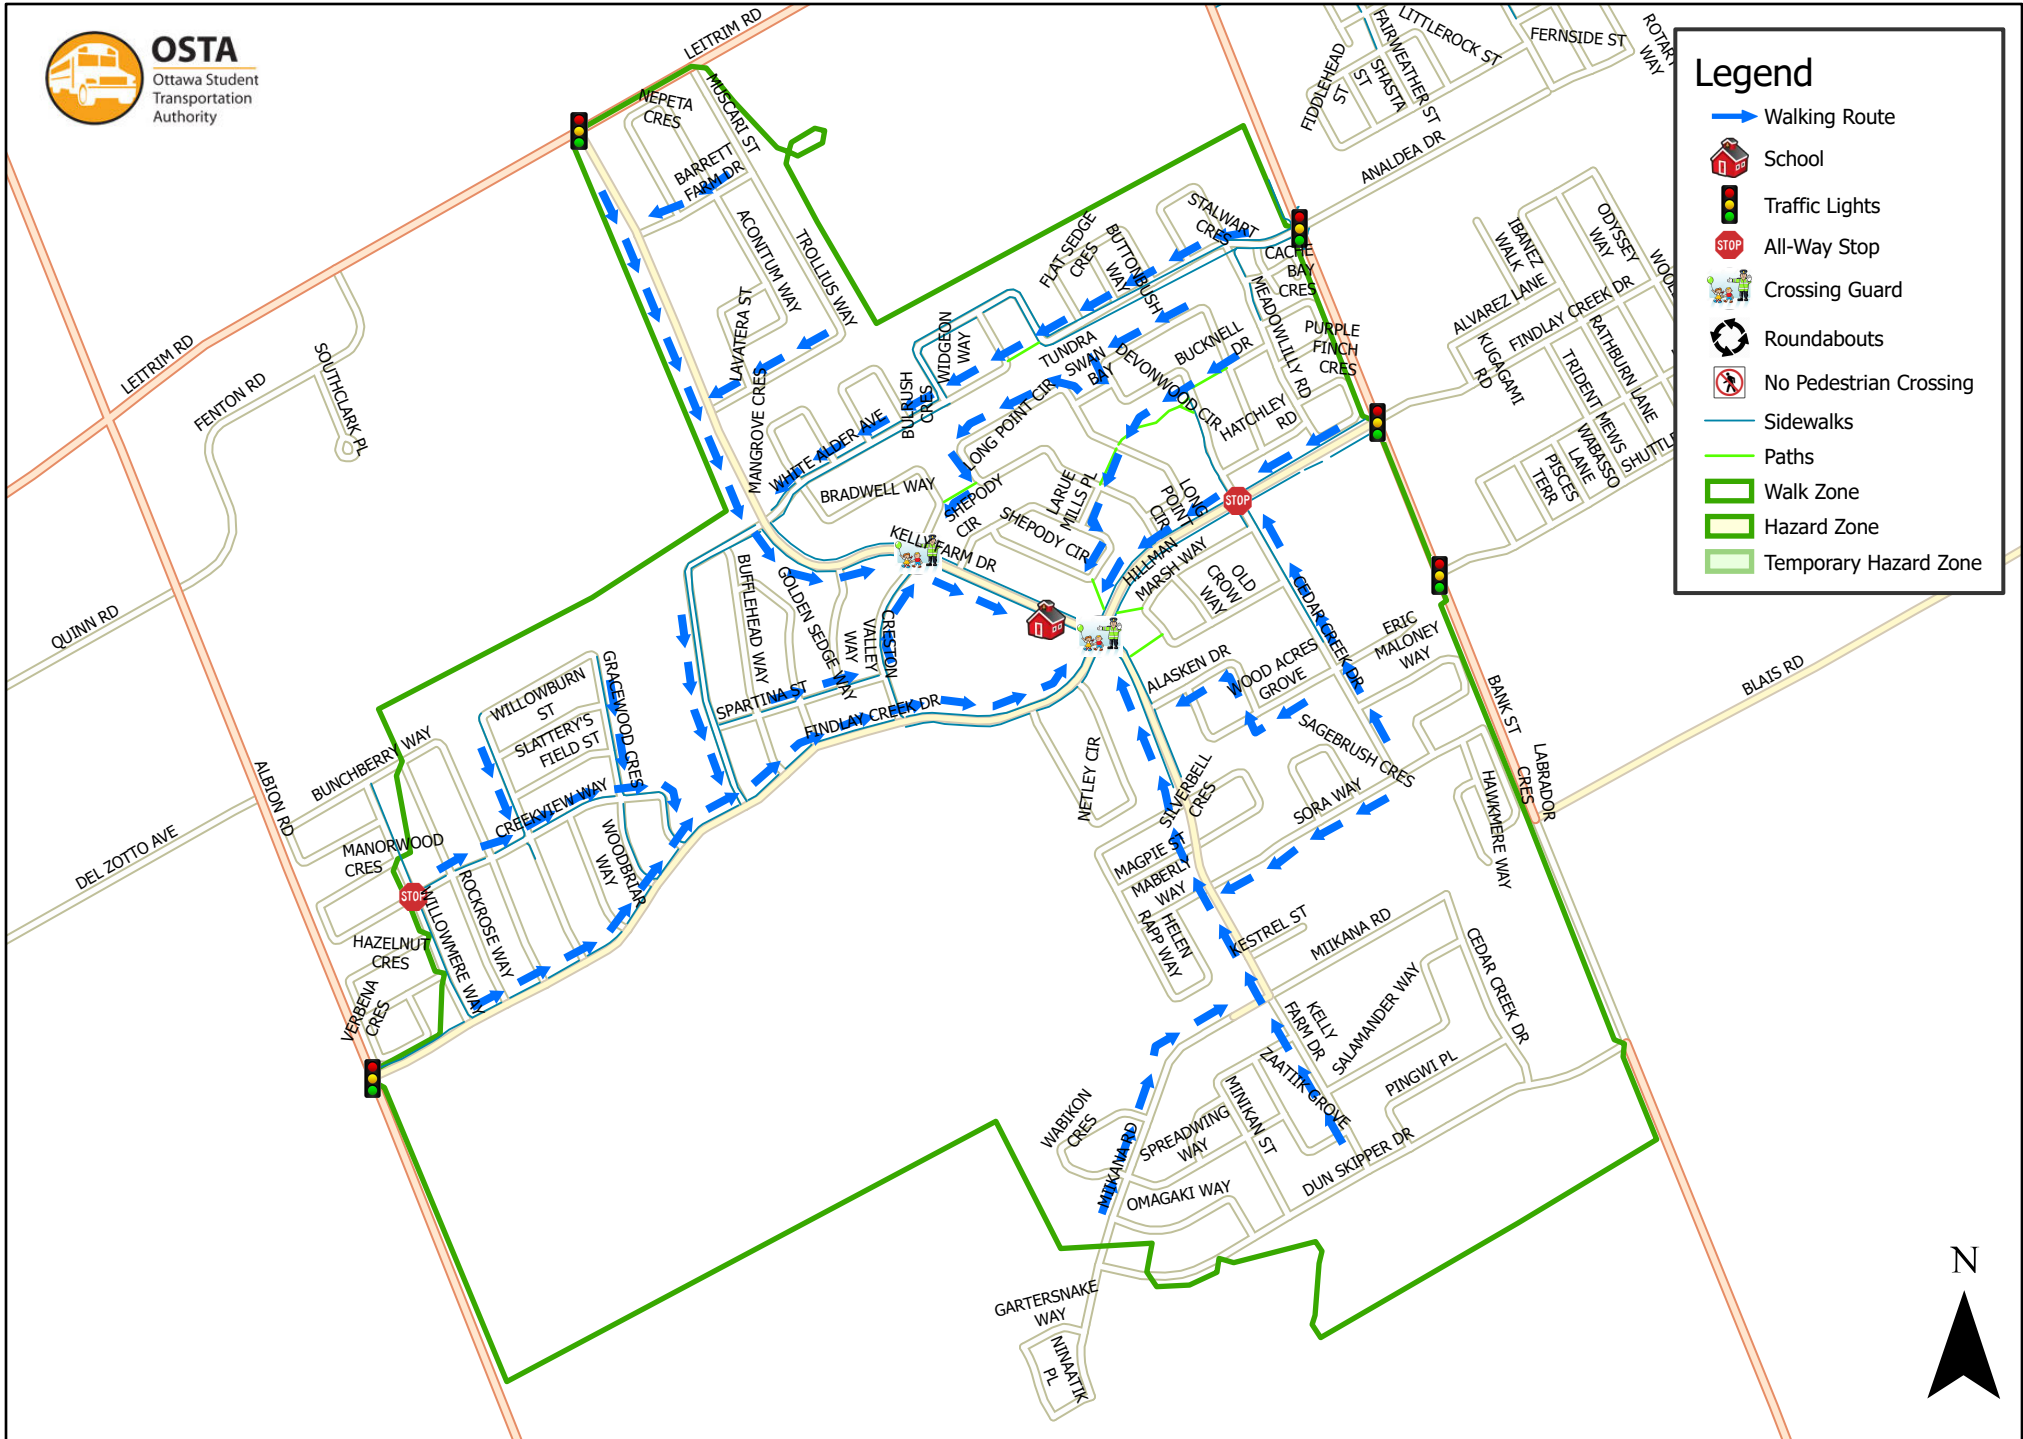 OSTA
Ottawa Student
Transportation
Authority
LEITRIM RD
MUSCARI ST
NEPETA
CRES
BARRETT
FARM DR
ACONITUM WAY
TROLLIUS WAY
LAVATERA ST
MANGROVE CRES
LEITRIM RD
FENTON RD
SOUTHCLARK PL
QUINN RD
FIDDLEHEAD
ST
SHASTA
ST
FAIRWEATHER ST
LITTLEROCK ST
FERNSIDE ST
ROTARY
WAY
ANALDEA DR
STALWART
CRES
FLAT SEDGE
CRES
BUTTONBUSH
WAY
CACHE
BAY
CRES
MEADOWLILLY RD
PURPLE
FINCH
CRES
WIDGEON
WAY
TUNDRA
SWAN
BAY
DEVONWOOD CIR
BUCKNELL
DR
HATCHLEY
RD
BULRUSH
CRES
WHITE ALDER AVE
LONG POINT CIR
BRADWELL WAY
SHEPODY
CIR
LARUE
MILLS PL
LONG
POINT
CIR
SHEPODY CIR
KELLY FARM DR
HILLMAN
MARSH WAY
OLD
CROW
WAY
CEDAR CREEK DR
ERIC
MALONEY
WAY
ALASKEN DR
WOOD ACRES
GROVE
SAGEBRUSH CRES
SORA WAY
IBANEZ
WALK
ODYSSEY
WAY
ALVAREZ LANE
FINDLAY CREEK DR
KUGAGAMI
RD
RATHBURN LANE
TRIDENT MEWS
WABASSO
LANE
PISCES
TERR
BANK ST
LABRADOR
CRES
BLAIS RD
HAWKMERE WAY
BUFFLEHEAD WAY
GOLDEN SEDGE WAY
WAY
CRESTON
VALLEY
SPARTINA ST
FINDLAY CREEK DR
NETLEY CIR
SILVERBELL
CRES
MAGPIE ST
MABERLY
WAY
HELEN
RAPP WAY
KESTREL ST
MIIKANA RD
CEDAR CREEK DR
SALAMANDER WAY
KELLY
FARM DR
PINGWI PL
ZAATIIK GROVE
MINIKAN ST
SPREADWING
WAY
WABIKON
CRES
MIIKANA RD
OMAGAKI WAY
DUN SKIPPER DR
GARTERSNAKE
WAY
NINAATIK
PL
WILLOWBURN
ST
SLATTERY'S
FIELD ST
GRACEWOOD CRES
CREEKVIEW WAY
WOODBRIAR
WAY
BUNCHBERRY WAY
ALBION RD
DEL ZOTTO AVE
MANORWOOD
CRES
STOP
STOP
ROCKROSE WAY
WILLOWMERE WAY
HAZELNUT
CRES
VERBENA
CRES
Legend
Walking Route
School
Traffic Lights
STOP
All-Way Stop
Crossing Guard
Roundabouts
No Pedestrian Crossing
Sidewalks
Paths
Walk Zone
Hazard Zone
Temporary Hazard Zone
N